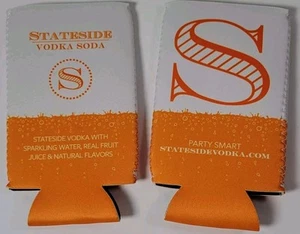 STATESIDE
VODKA SODA
S
STATESIDE VODKA WITH
SPARKLING WATER, REAL FRUIT
JUICE & NATURAL FLAVORS
S
PARTY SMART
STATESIDEVODKA.COM